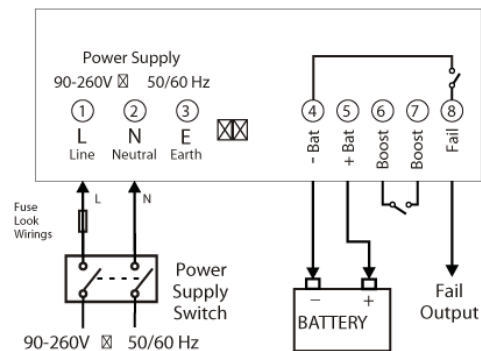 Power Supply
90-260V ☒ 50/60 Hz
1 2 3 ☒☒ 4 5 6 7 8
L N E
Line Neutral Earth
- Bat
+ Bat
Boost
Boost
Fail
L N
Fuse
Look
Wirings
Power
Supply
Switch
90-260V ☒ 50/60 Hz
- +
BATTERY
Fail
Output